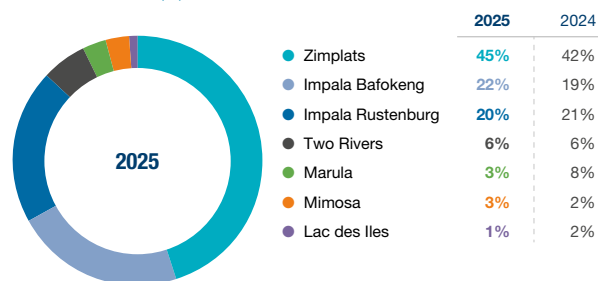 2025 2024
Zimplats 45% 42%
Impala Bafokeng 22% 19%
Impala Rustenburg 20% 21%
Two Rivers 6% 6%
Marula 3% 8%
Mimosa 3% 2%
Lac des Iles 1% 2%
2025